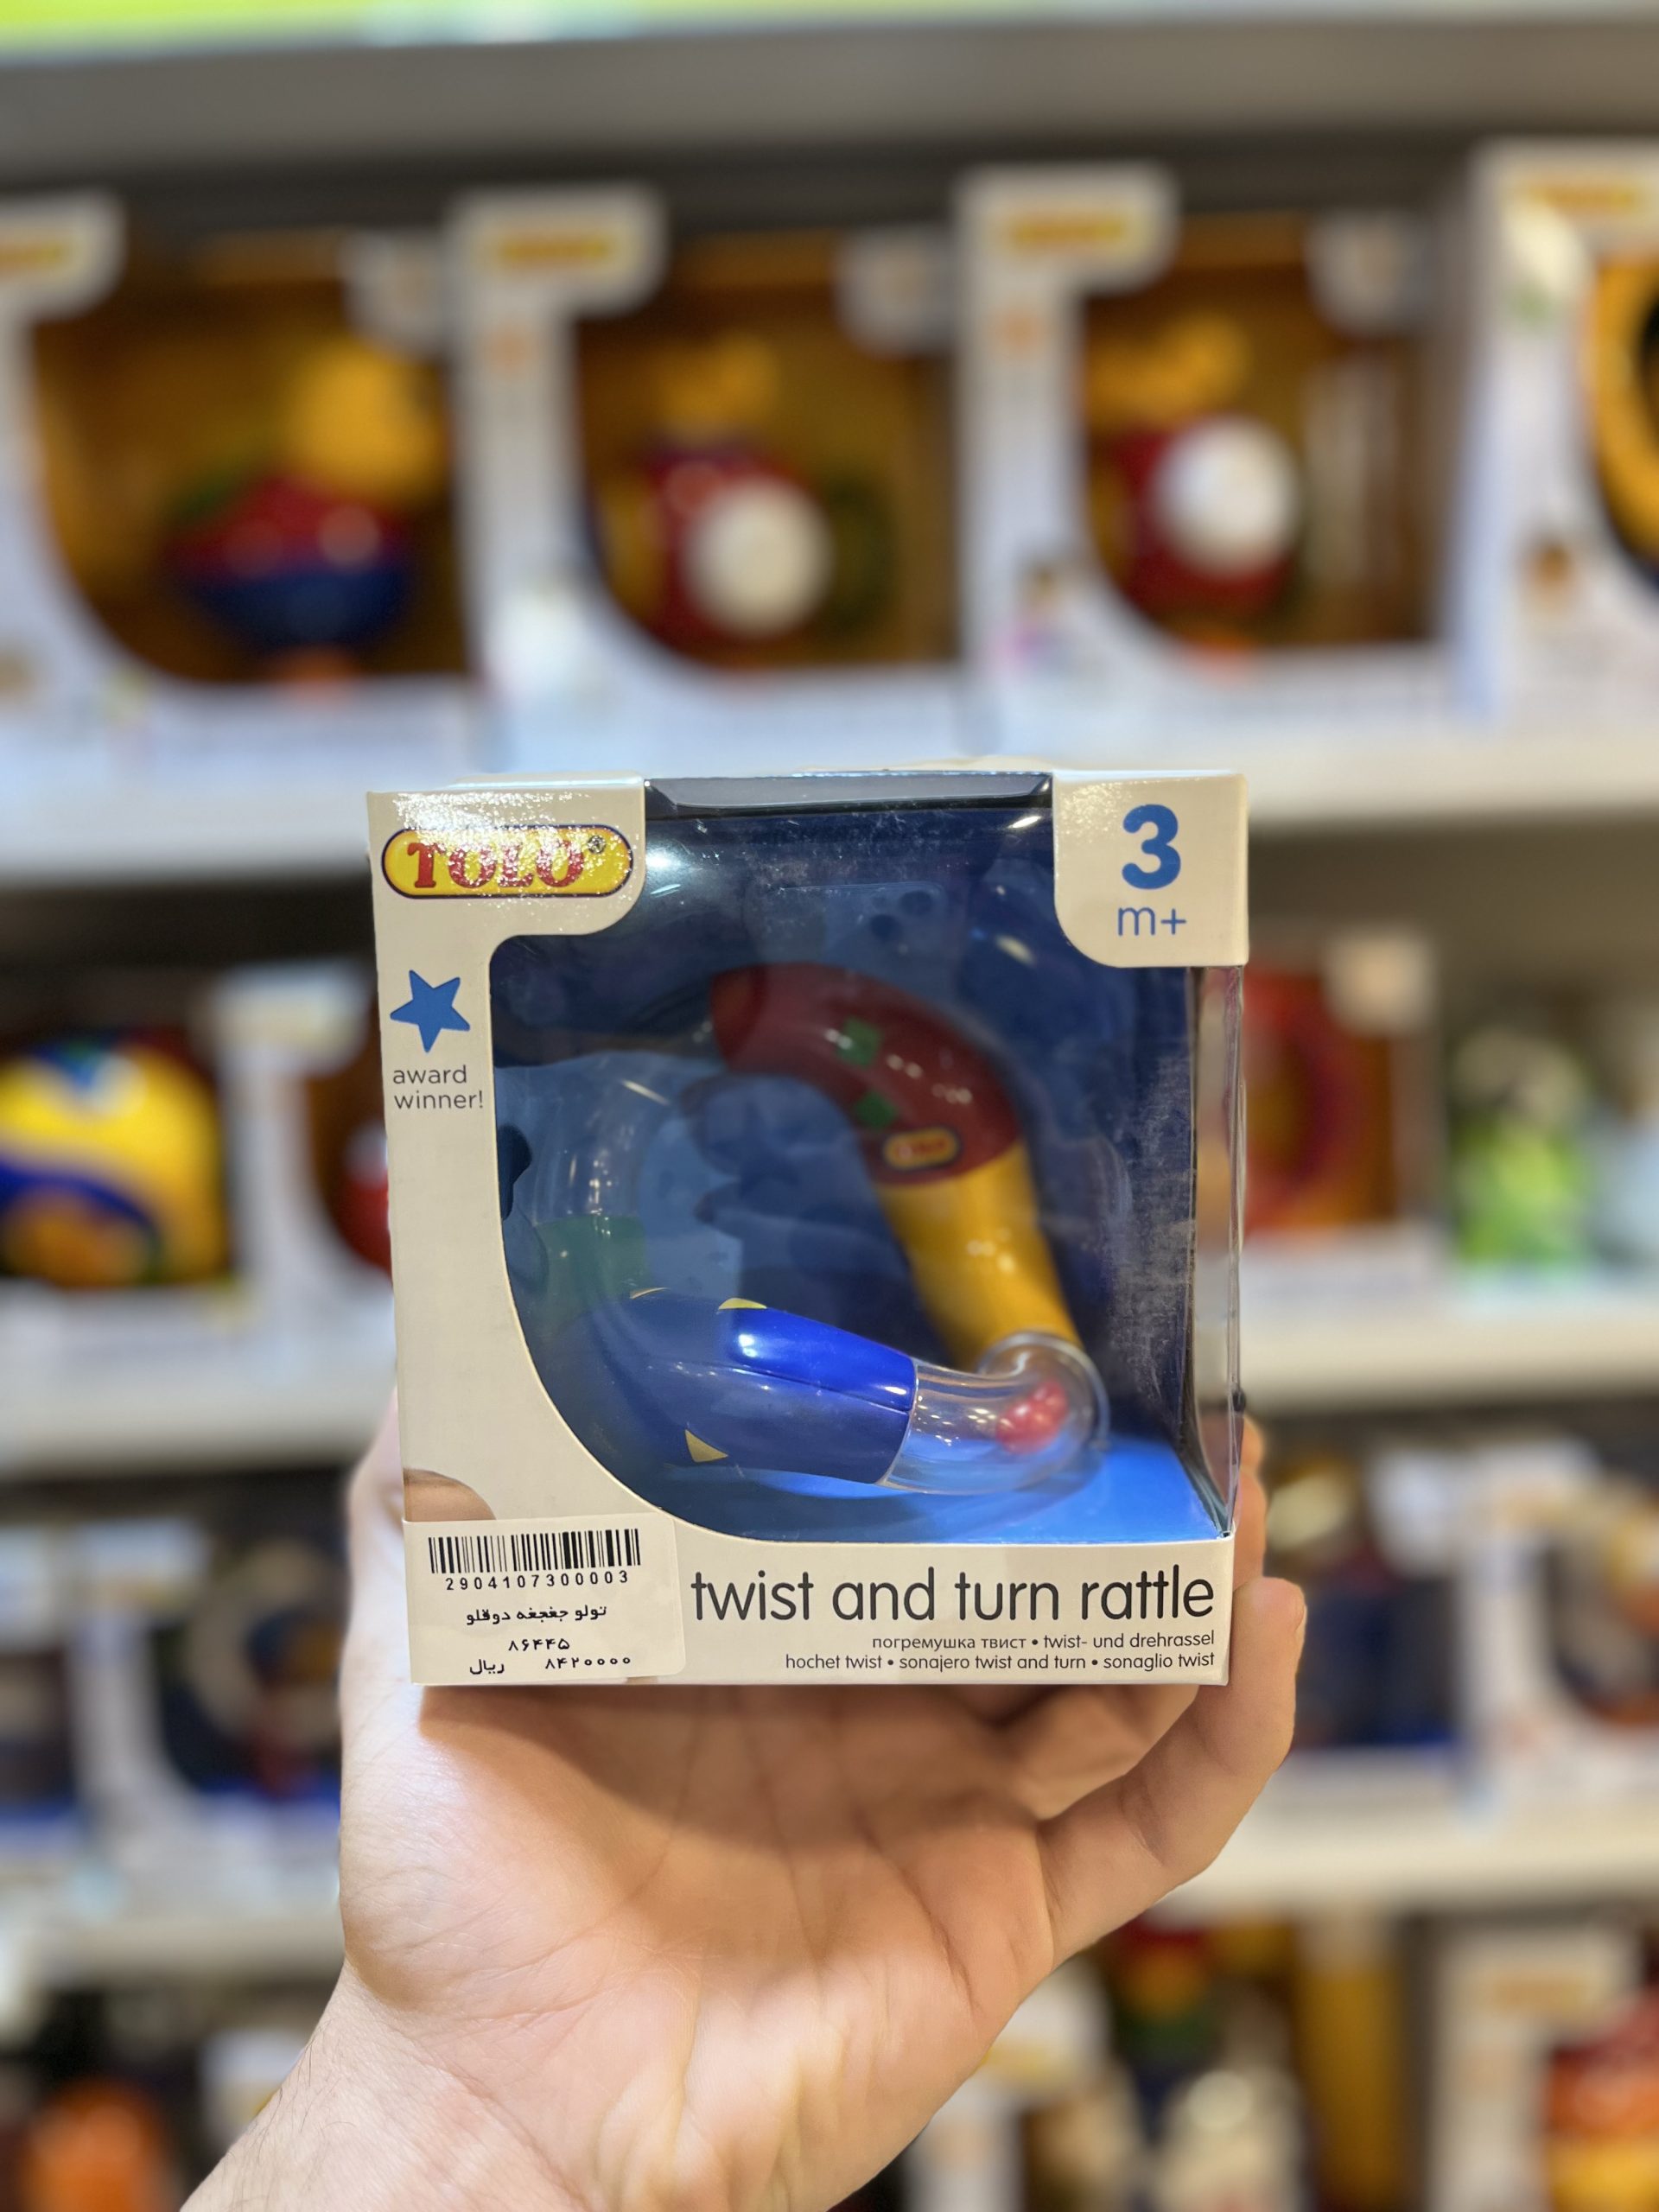 TOLO®
3
m+
award
winner!
2904107300003
تولو جغجغه دوقلو
۸۶۴۴۵
۸۴۲۰۰۰۰ ریال
twist and turn rattle
погремушка твист • twist- und drehrassel
hochet twist • sonajero twist and turn • sonaglio twist